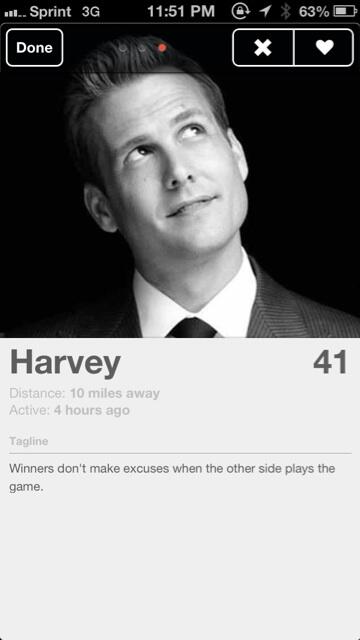 Sprint 3G 11:51 PM 63%
Done
Harvey 41
Distance: 10 miles away
Active: 4 hours ago
Tagline
Winners don't make excuses when the other side plays the
game.